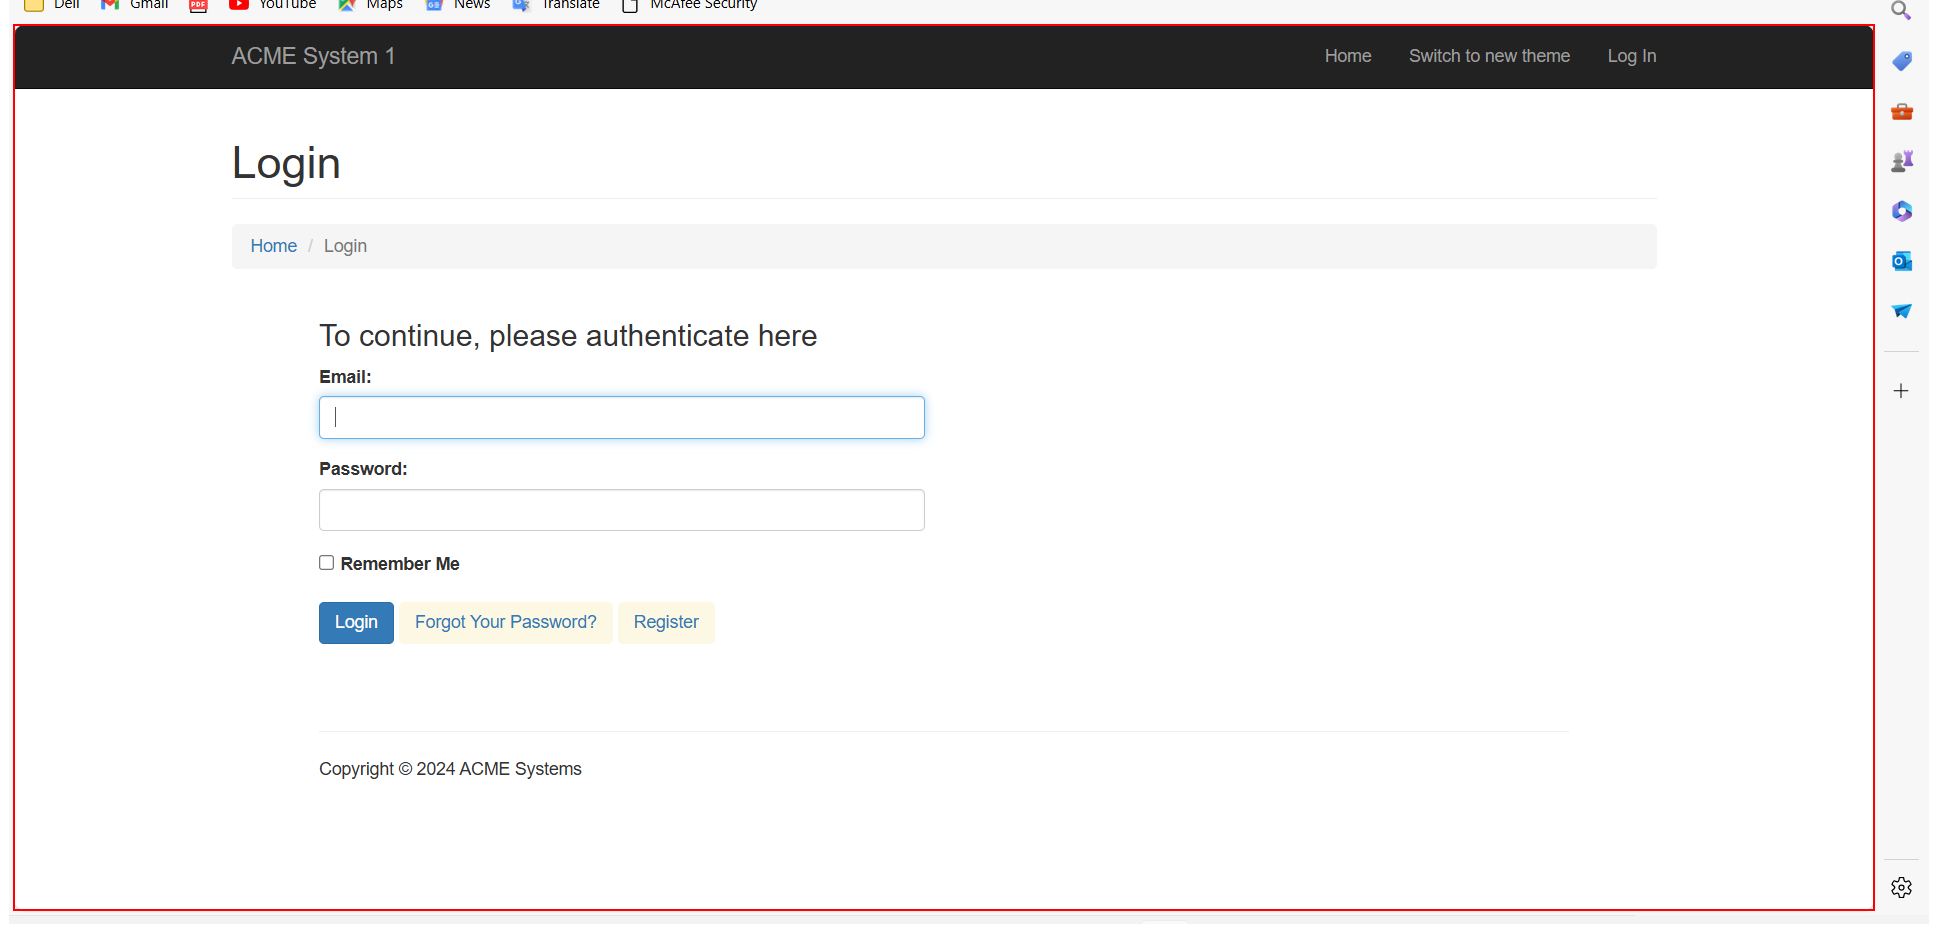 Dell Gmail PDF YouTube Maps News Translate McAfee Security
ACME System 1 Home Switch to new theme Log In
Login
Home / Login
To continue, please authenticate here
Email:
Password:
Remember Me
Login Forgot Your Password? Register
Copyright © 2024 ACME Systems